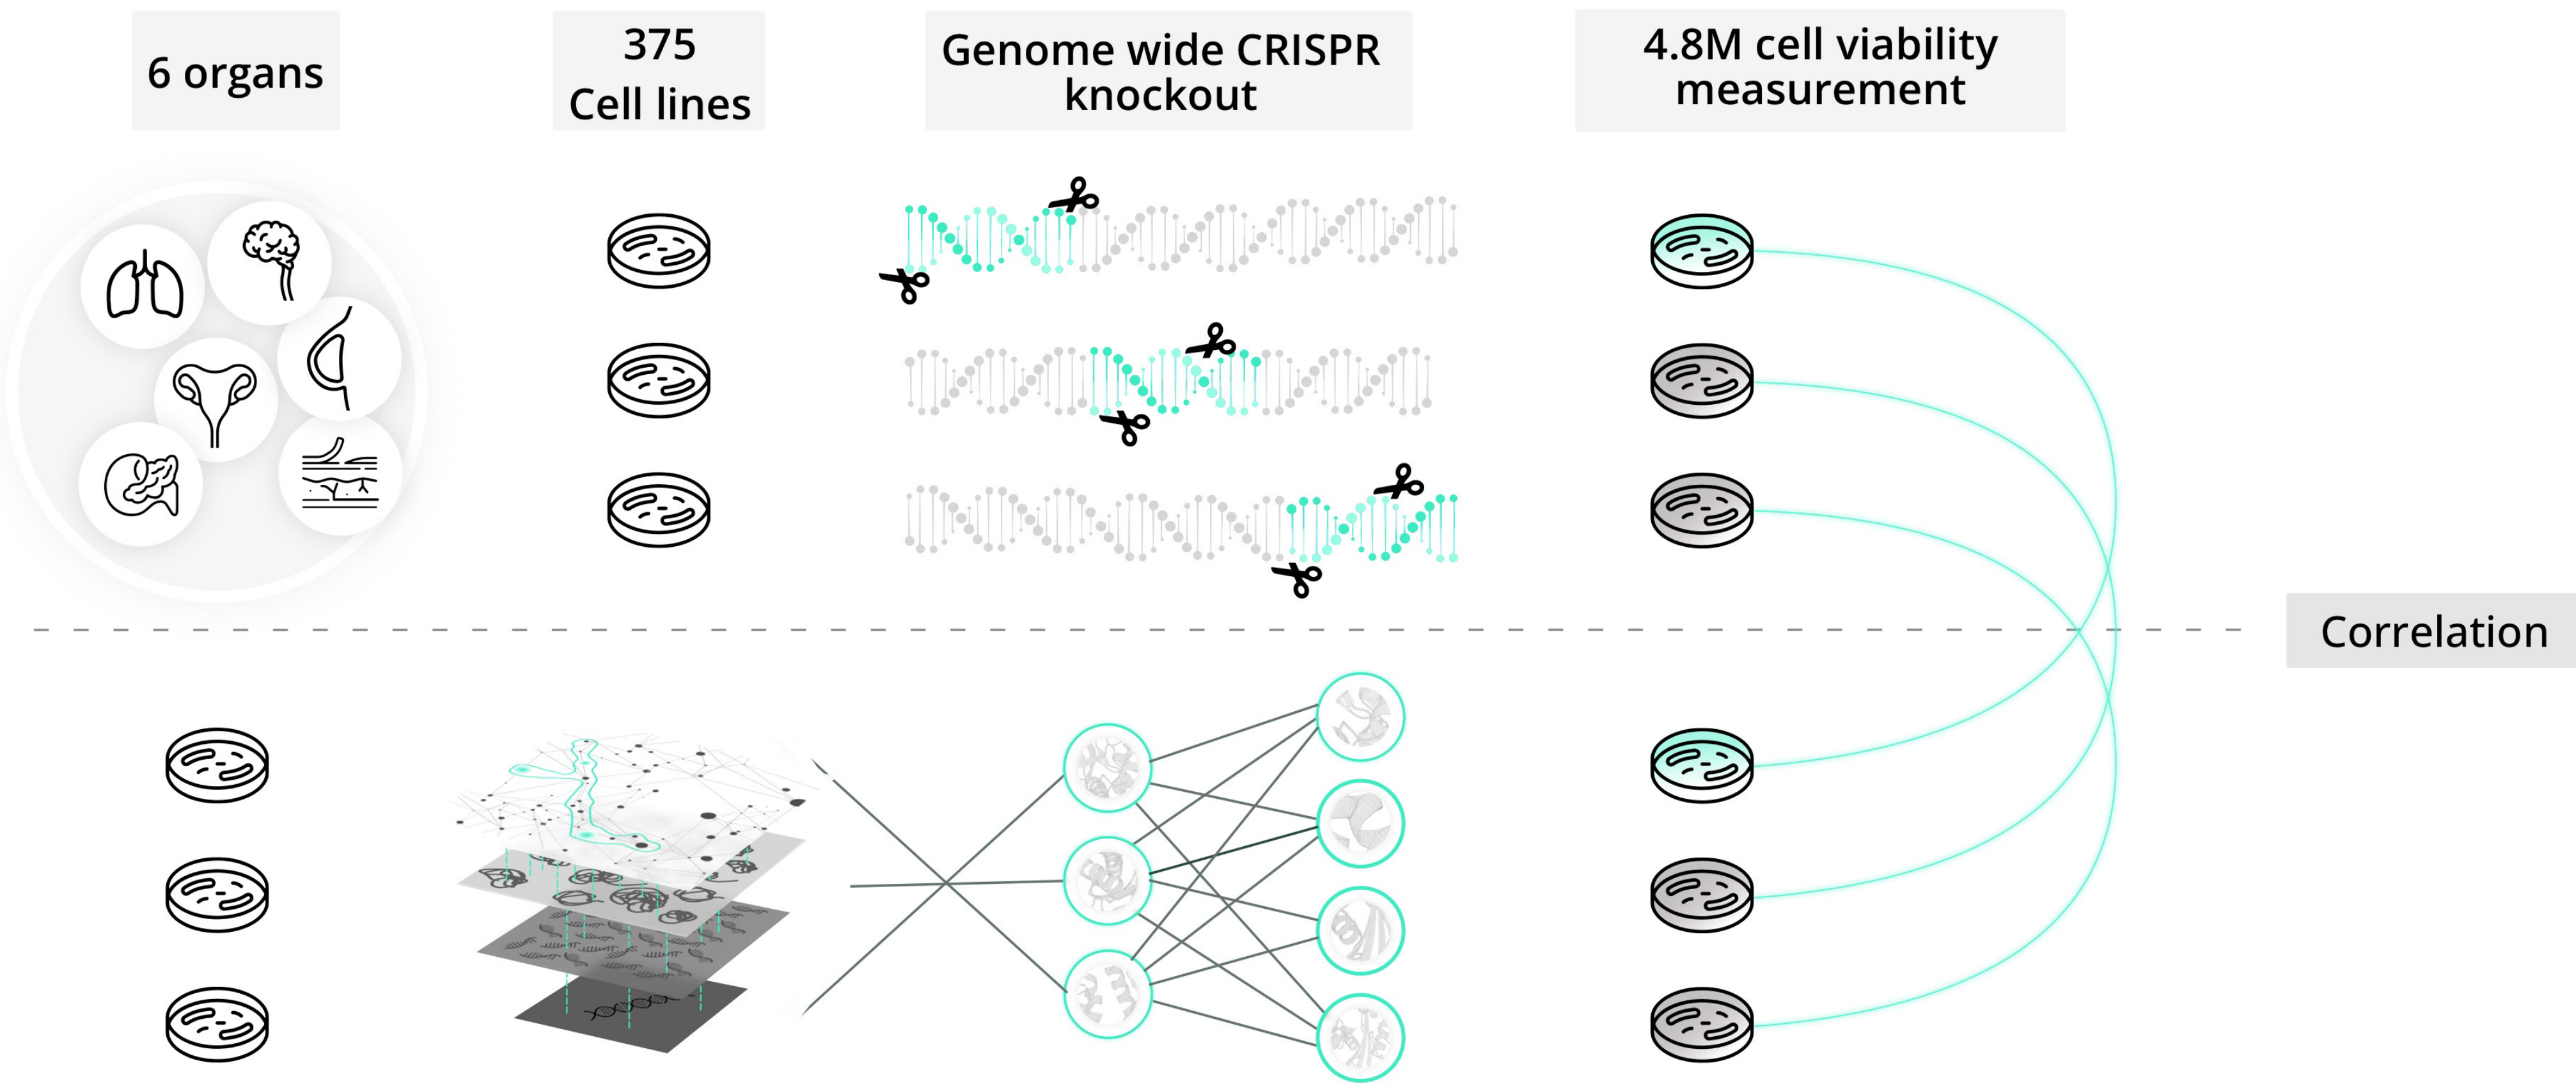 6 organs
375
Cell lines
Genome wide CRISPR
knockout
4.8M cell viability
measurement
Correlation